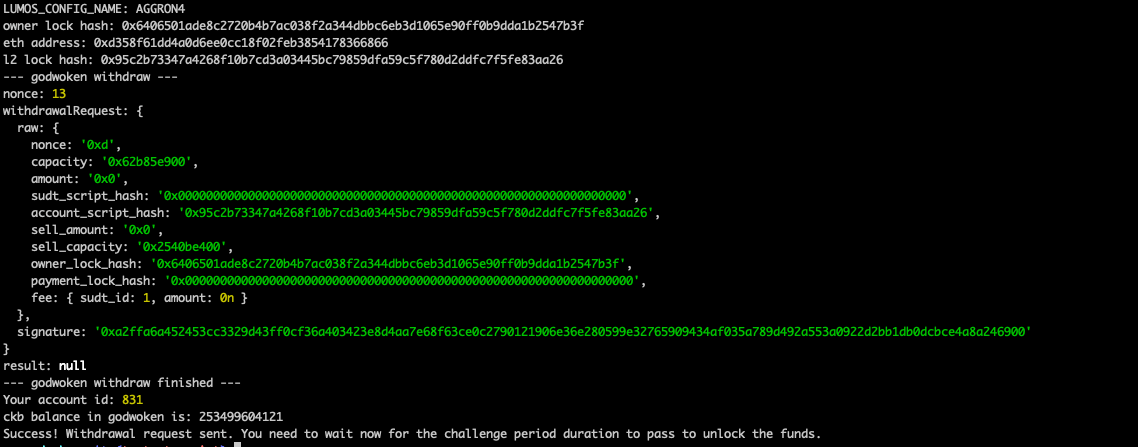 LUMOS_CONFIG_NAME: AGGRON4
owner lock hash: 0x6406501ade8c2720b4b7ac038f2a344dbbc6eb3d1065e90ff0b9dda1b2547b3f
eth address: 0xd358f61dd4a0d6ee0cc18f02feb3854178366866
l2 lock hash: 0x95c2b73347a4268f10b7cd3a03445bc79859dfa59c5f780d2ddfc7f5fe83aa26
--- godwoken withdraw ---
nonce: 13
withdrawalRequest: {
  raw: {
    nonce: '0xd',
    capacity: '0x62b85e900',
    amount: '0x0',
    sudt_script_hash: '0x0000000000000000000000000000000000000000000000000000000000000000',
    account_script_hash: '0x95c2b73347a4268f10b7cd3a03445bc79859dfa59c5f780d2ddfc7f5fe83aa26',
    sell_amount: '0x0',
    sell_capacity: '0x2540be400',
    owner_lock_hash: '0x6406501ade8c2720b4b7ac038f2a344dbbc6eb3d1065e90ff0b9dda1b2547b3f',
    payment_lock_hash: '0x0000000000000000000000000000000000000000000000000000000000000000',
    fee: { sudt_id: 1, amount: 0n }
  },
  signature: '0xa2ffa6a452453cc3329d43ff0cf36a403423e8d4aa7e68f63ce0c2790121906e36e280599e32765909434af035a789d492a553a0922d2bb1db0dcbce4a8a246900'
}
result: null
--- godwoken withdraw finished ---
Your account id: 831
ckb balance in godwoken is: 253499604121
Success! Withdrawal request sent. You need to wait now for the challenge period duration to pass to unlock the funds.